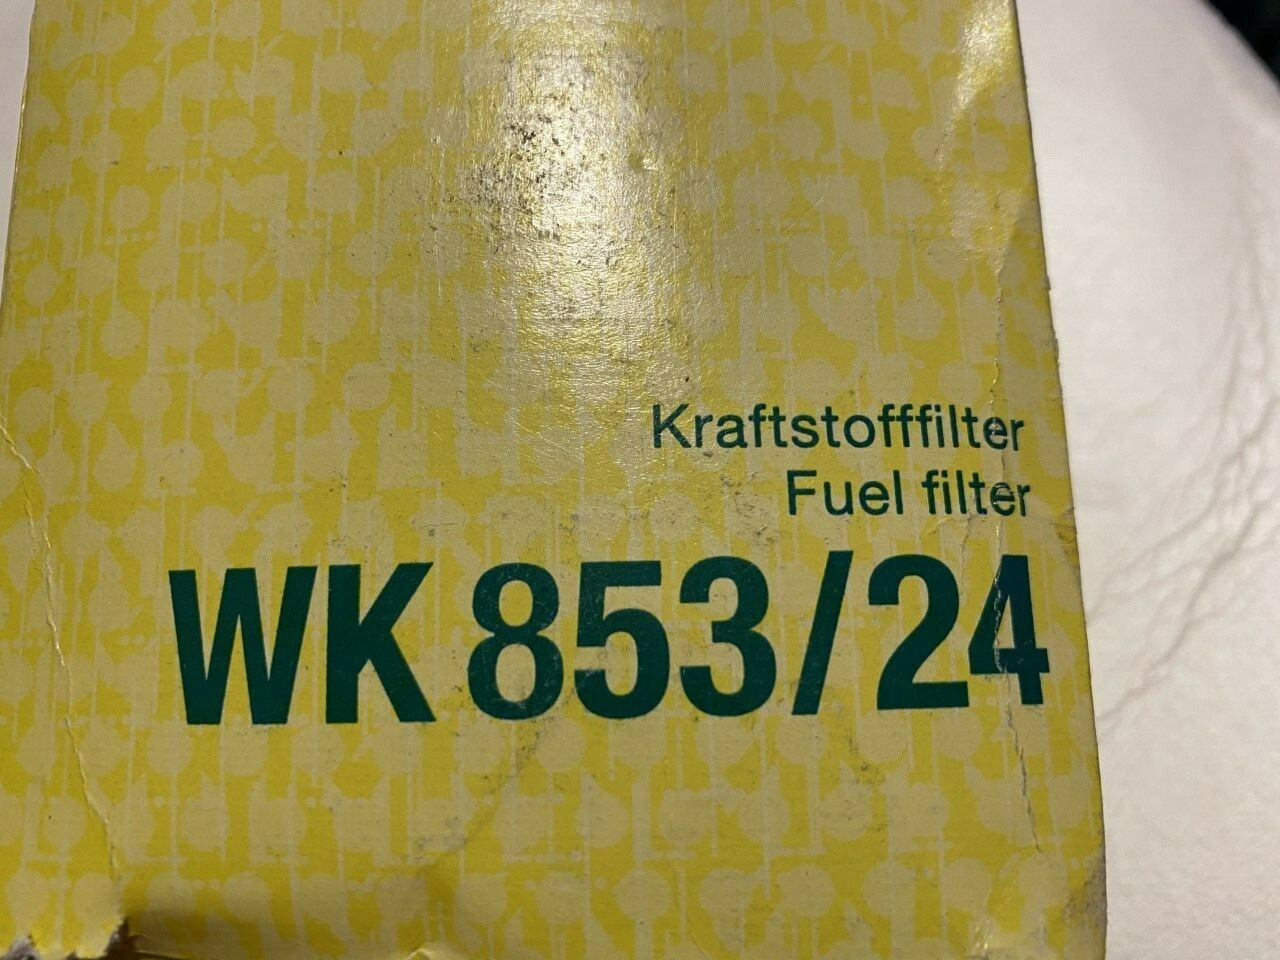 Kraftstofffilter
Fuel filter
WK 853/24